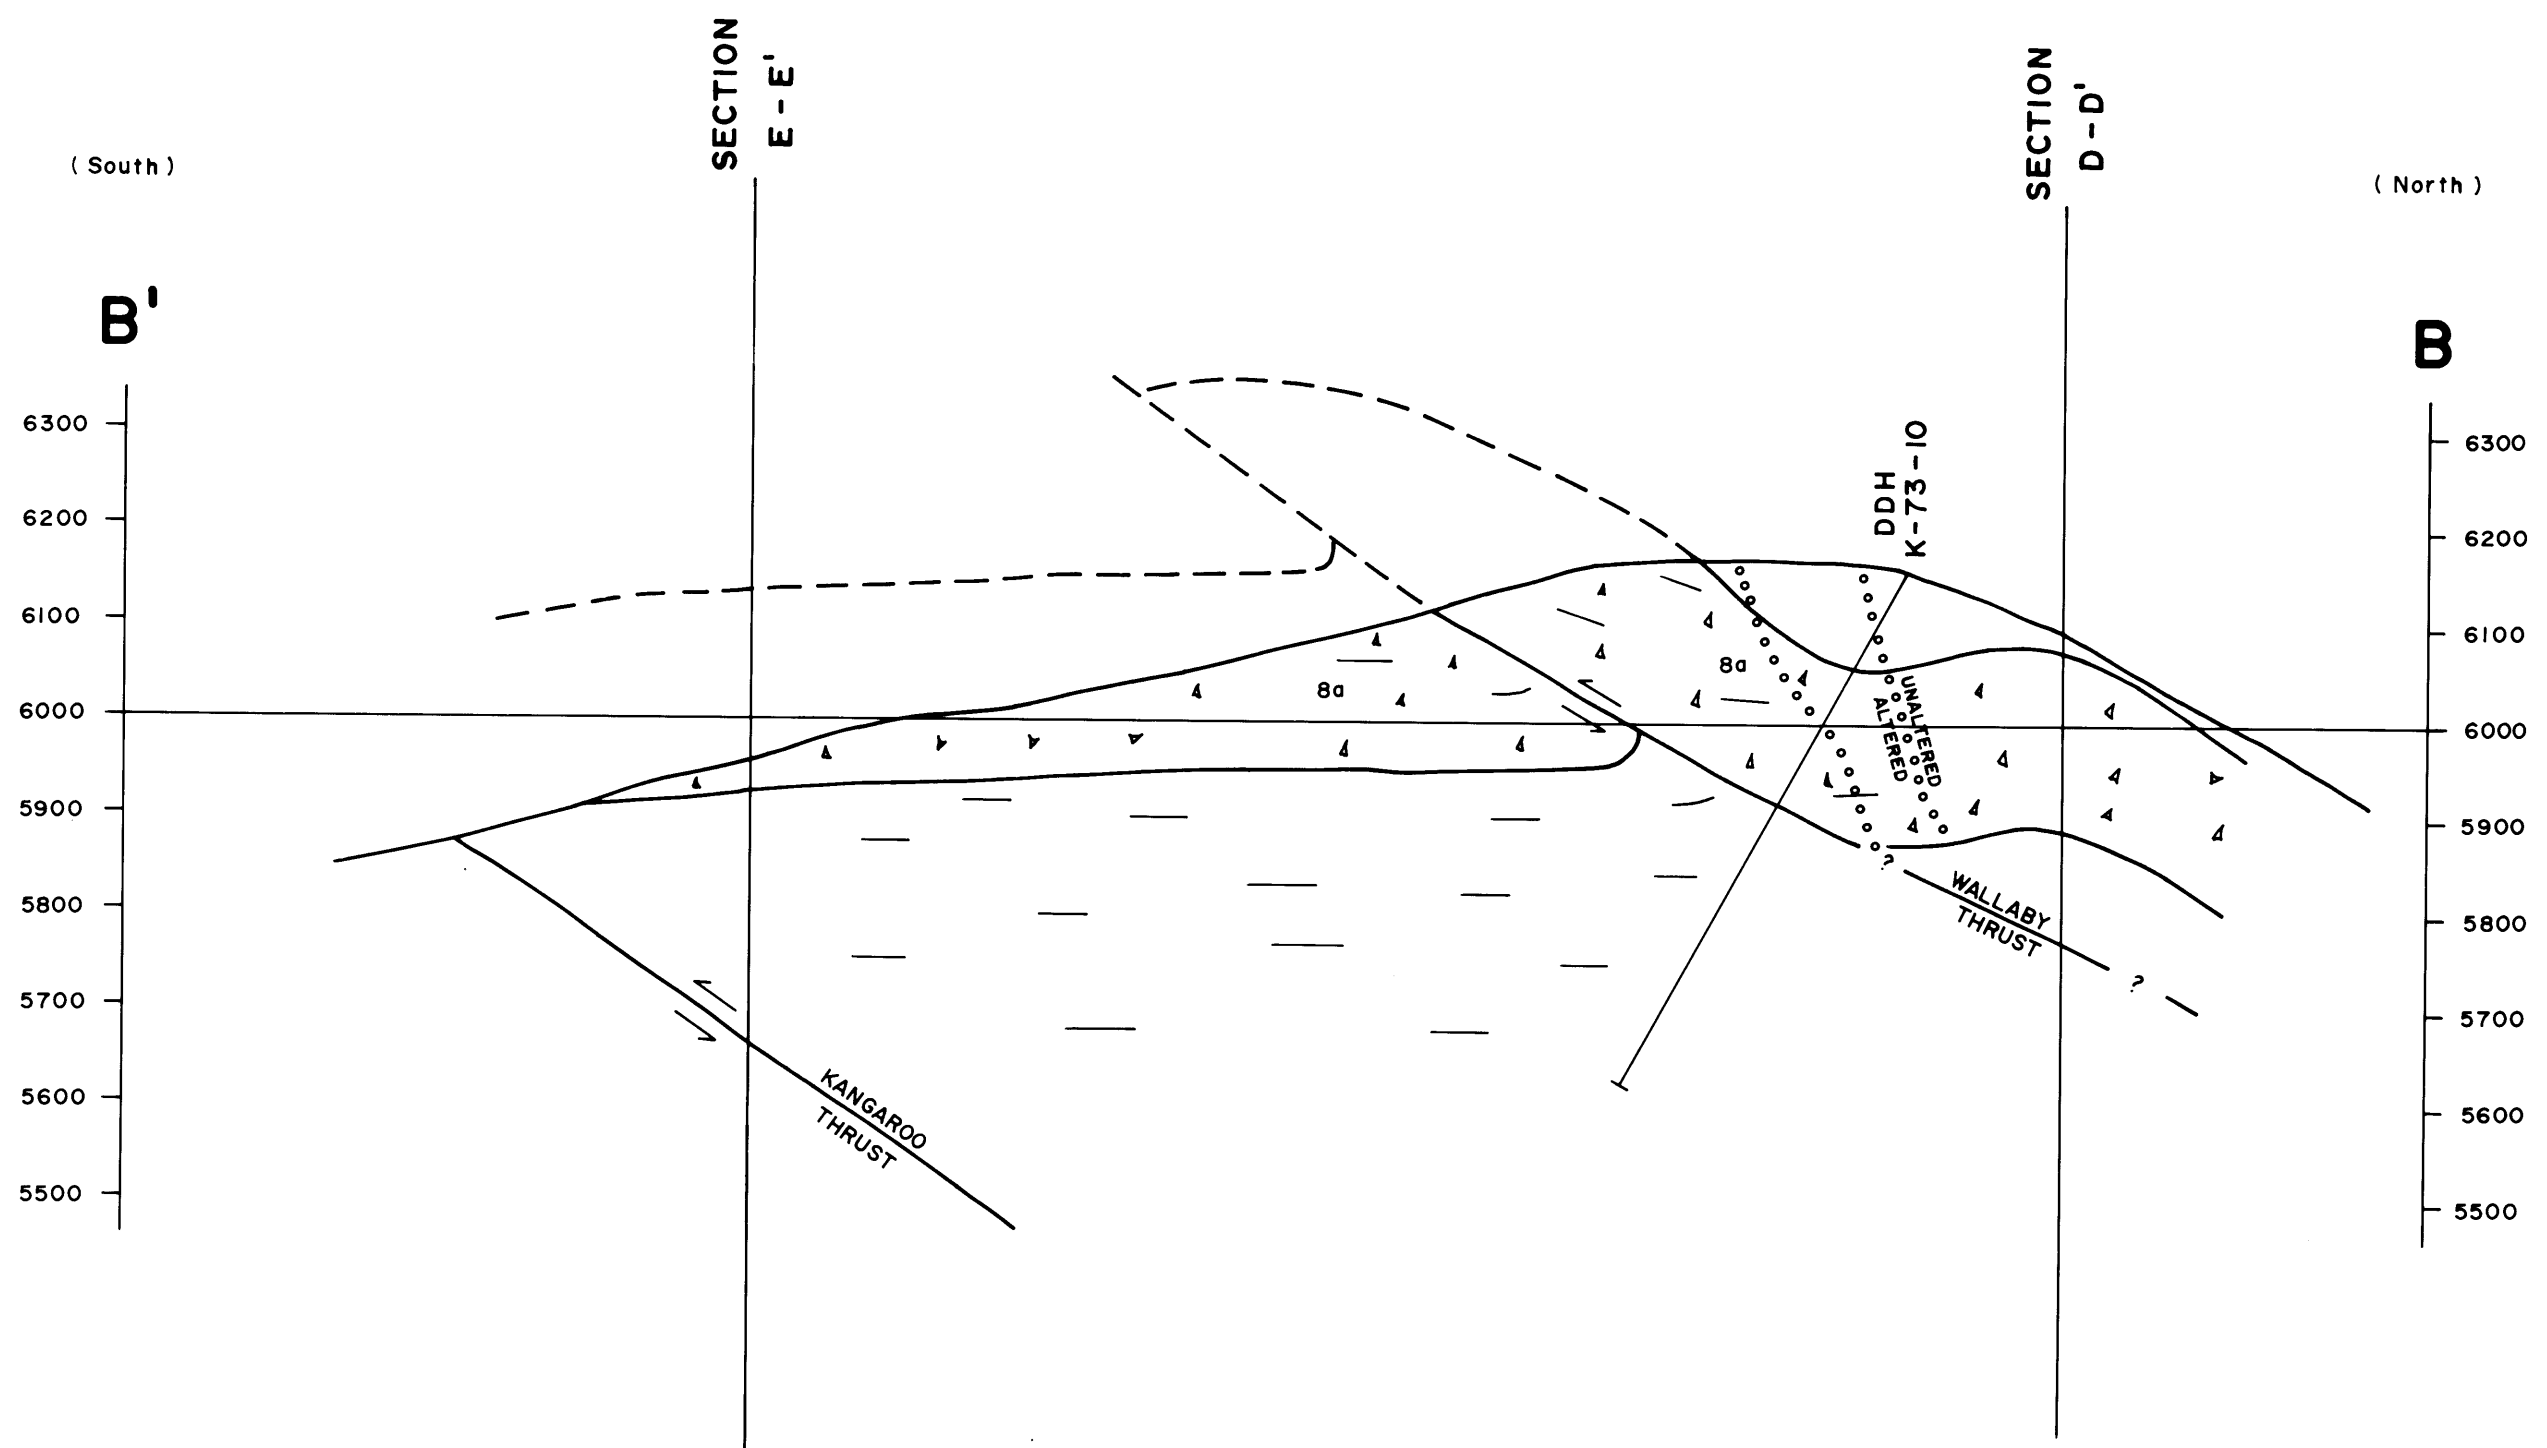 SECTION
E-E'
SECTION
D-D'
(South)
(North)
B'
B
DDH
K-73-10
6300
6200
6100
6000
5900
5800
5700
5600
5500
6300
6200
6100
6000
5900
5800
5700
5600
5500
8a
8a
UNALTERED
ALTERED
?
WALLABY
THRUST
?
KANGAROO
THRUST